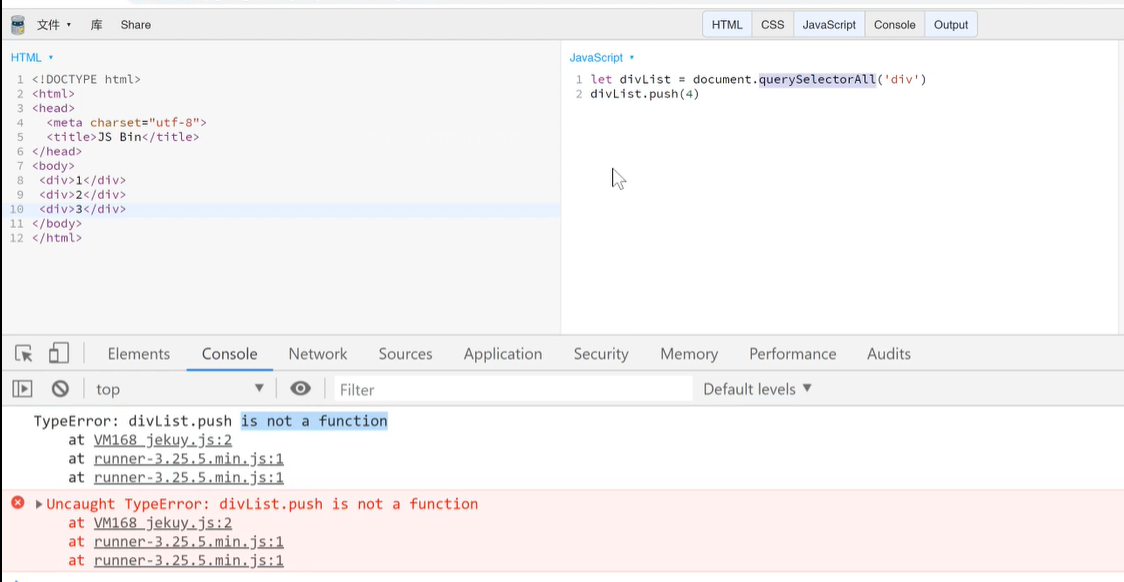 文件 ▾ 库 Share HTML CSS JavaScript Console Output
HTML ▾
1 <!DOCTYPE html>
2 <html>
3 <head>
4 <meta charset="utf-8">
5 <title>JS Bin</title>
6 </head>
7 <body>
8 <div>1</div>
9 <div>2</div>
10 <div>3</div>
11 </body>
12 </html>
JavaScript ▾
1 let divList = document.querySelectorAll('div')
2 divList.push(4)
Elements Console Network Sources Application Security Memory Performance Audits
top ▼ Filter Default levels ▼
TypeError: divList.push is not a function
at VM168 jekuy.js:2
at runner-3.25.5.min.js:1
at runner-3.25.5.min.js:1
▶Uncaught TypeError: divList.push is not a function
at VM168 jekuy.js:2
at runner-3.25.5.min.js:1
at runner-3.25.5.min.js:1